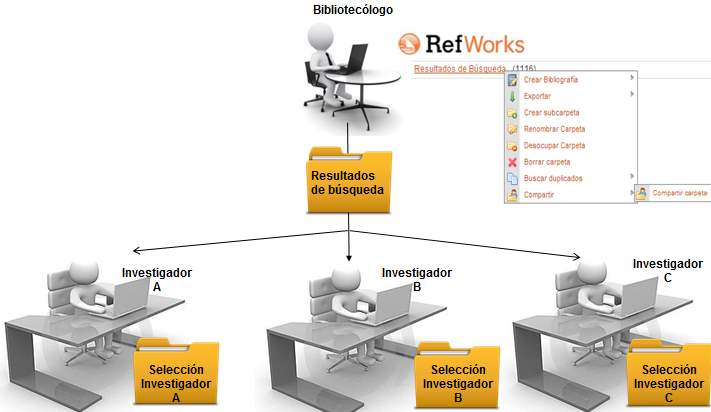 Bibliotecólogo
RefWorks
Resultados de Búsqueda (1116)
Crear Bibliografía
Exportar
Crear subcarpeta
Renombrar Carpeta
Desocupar Carpeta
Borrar carpeta
Buscar duplicados
Compartir
Compartir carpeta
Resultados
de búsqueda
Investigador
A
Investigador
B
Investigador
C
Selección
Investigador
A
Selección
Investigador
B
Selección
Investigador
C